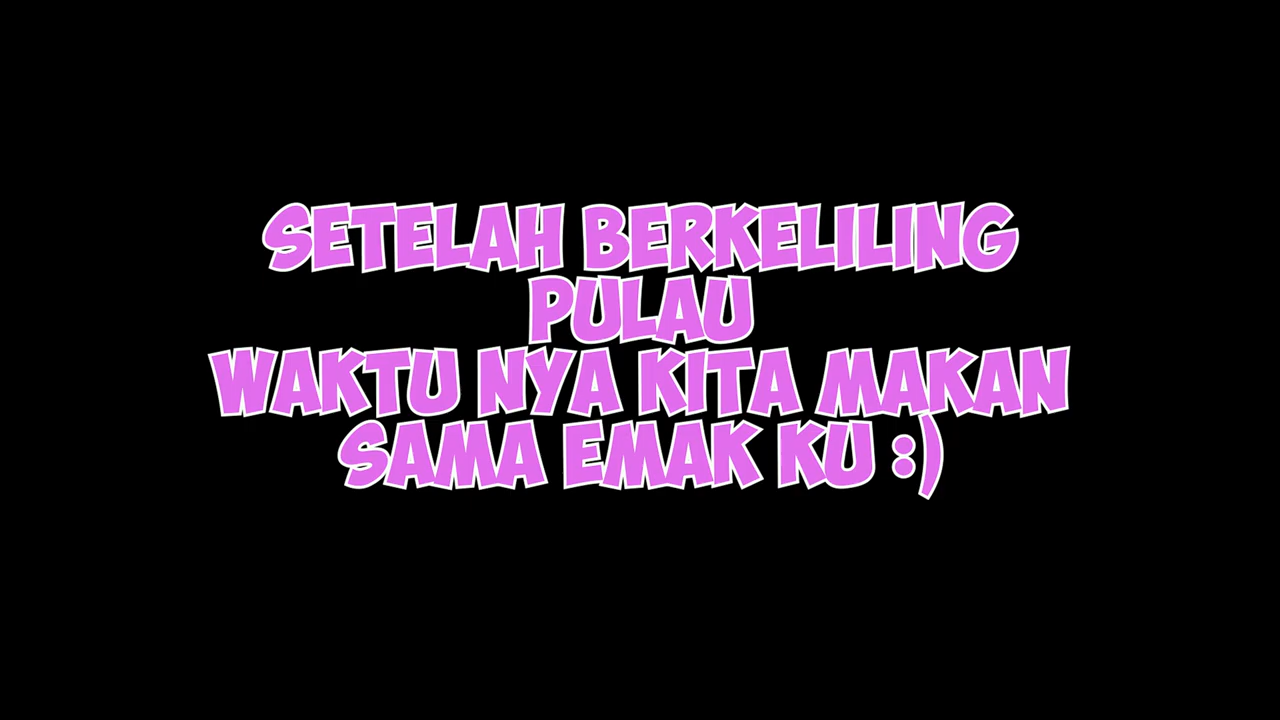 SETELAH BERKELILING
PULAU
WAKTU NYA KITA MAKAN
SAMA EMAK KU :)